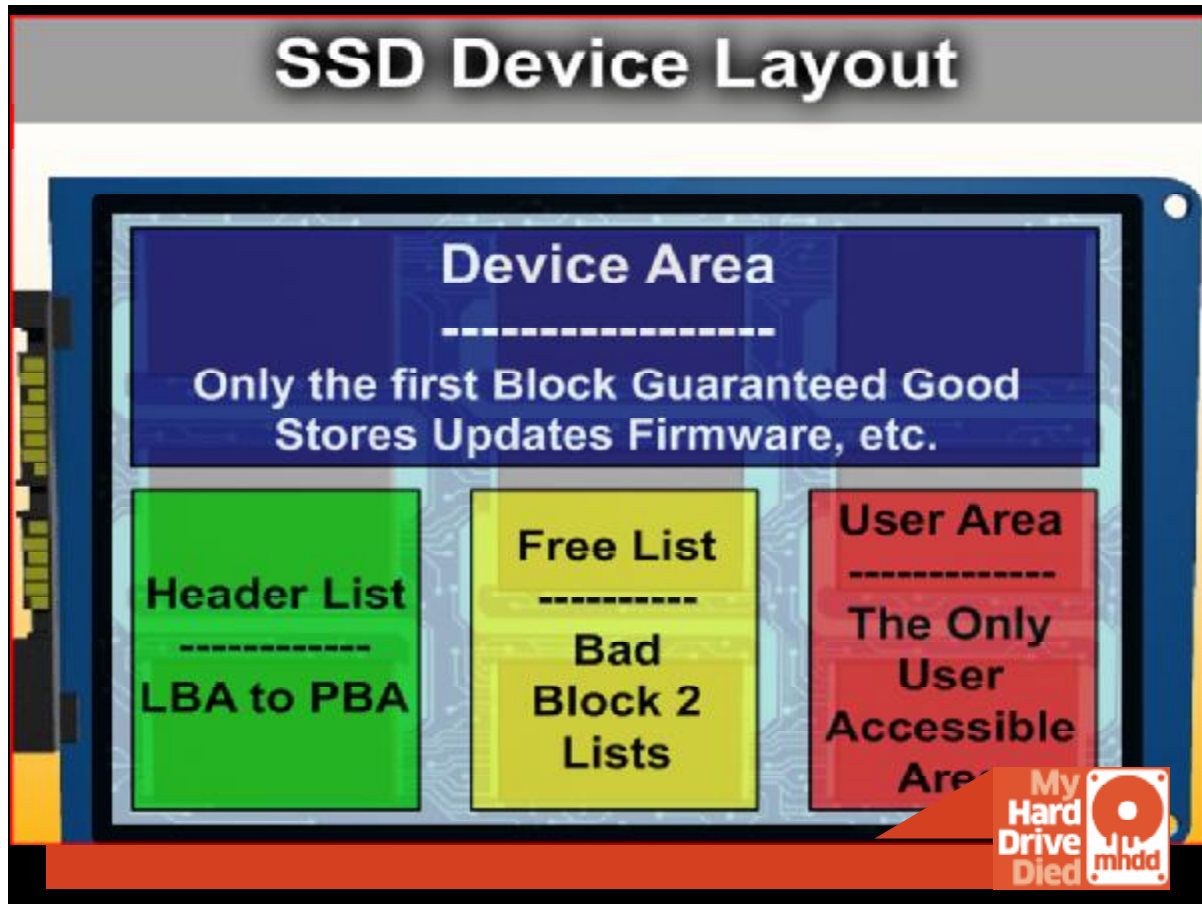 SSD Device Layout
Device Area
-----------------
Only the first Block Guaranteed Good
Stores Updates Firmware, etc.
Header List
------------
LBA to PBA
Free List
----------
Bad
Block 2
Lists
User Area
-------------
The Only
User
Accessible
My
Hard
Drive
Died
mhdd